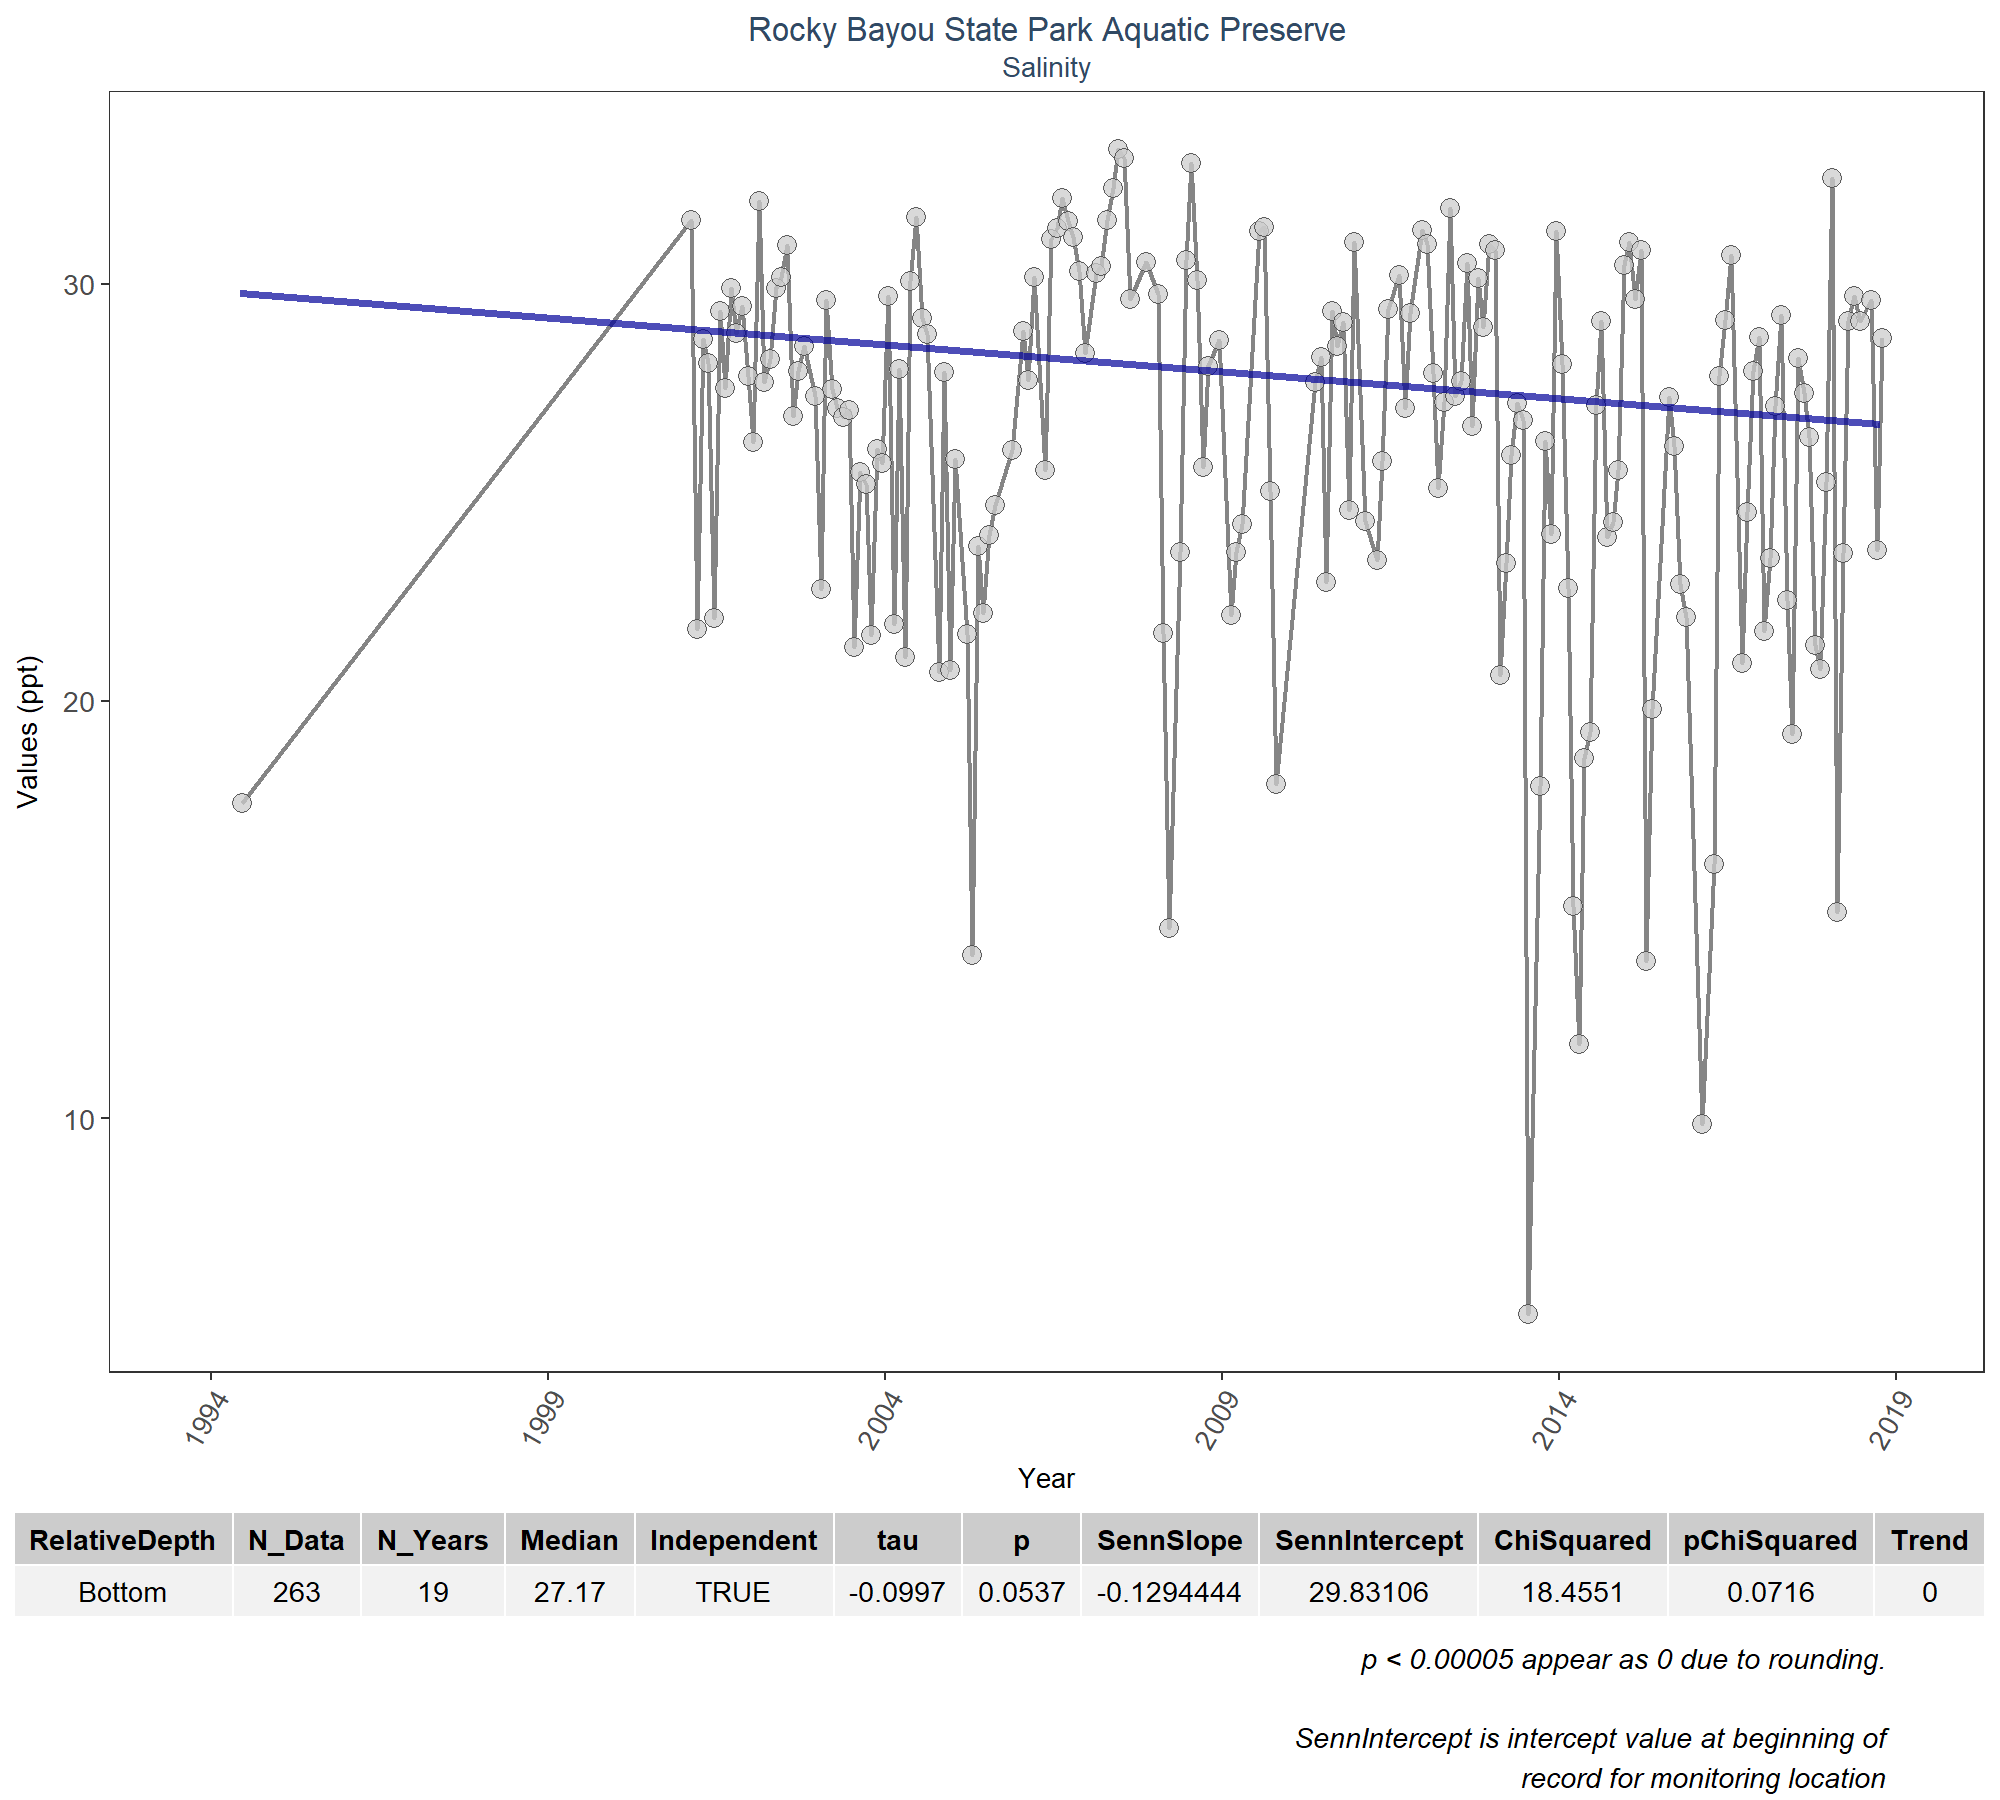 Rocky Bayou State Park Aquatic Preserve
Salinity
Values (ppt)
30
20
10
1994 1999 2004 2009 2014 2019
Year
RelativeDepth N_Data N_Years Median Independent tau p SennSlope SennIntercept ChiSquared pChiSquared Trend
Bottom 263 19 27.17 TRUE -0.0997 0.0537 -0.1294444 29.83106 18.4551 0.0716 0
p < 0.00005 appear as 0 due to rounding.
SennIntercept is intercept value at beginning of
record for monitoring location